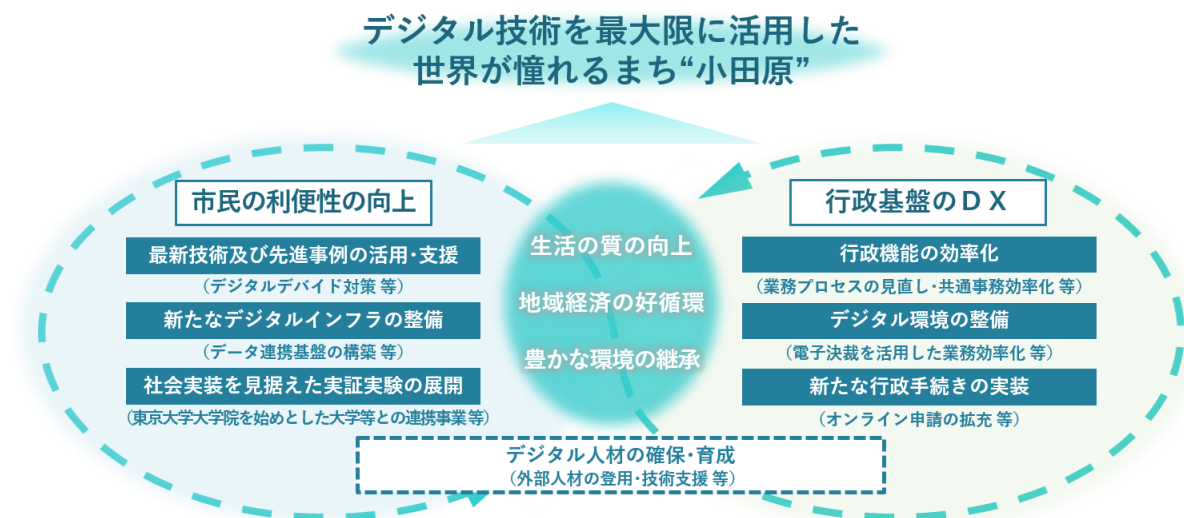 デジタル技術を最大限に活用した
世界が憧れるまち“小田原”
市民の利便性の向上
最新技術及び先進事例の活用・支援
（デジタルデバイド対策 等）
新たなデジタルインフラの整備
（データ連携基盤の構築 等）
社会実装を見据えた実証実験の展開
（東京大学大学院を始めとした大学等との連携事業 等）
生活の質の向上
地域経済の好循環
豊かな環境の継承
行政基盤のＤＸ
行政機能の効率化
（業務プロセスの見直し・共通事務効率化 等）
デジタル環境の整備
（電子決裁を活用した業務効率化 等）
新たな行政手続きの実装
（オンライン申請の拡充 等）
デジタル人材の確保・育成
（外部人材の登用・技術支援 等）